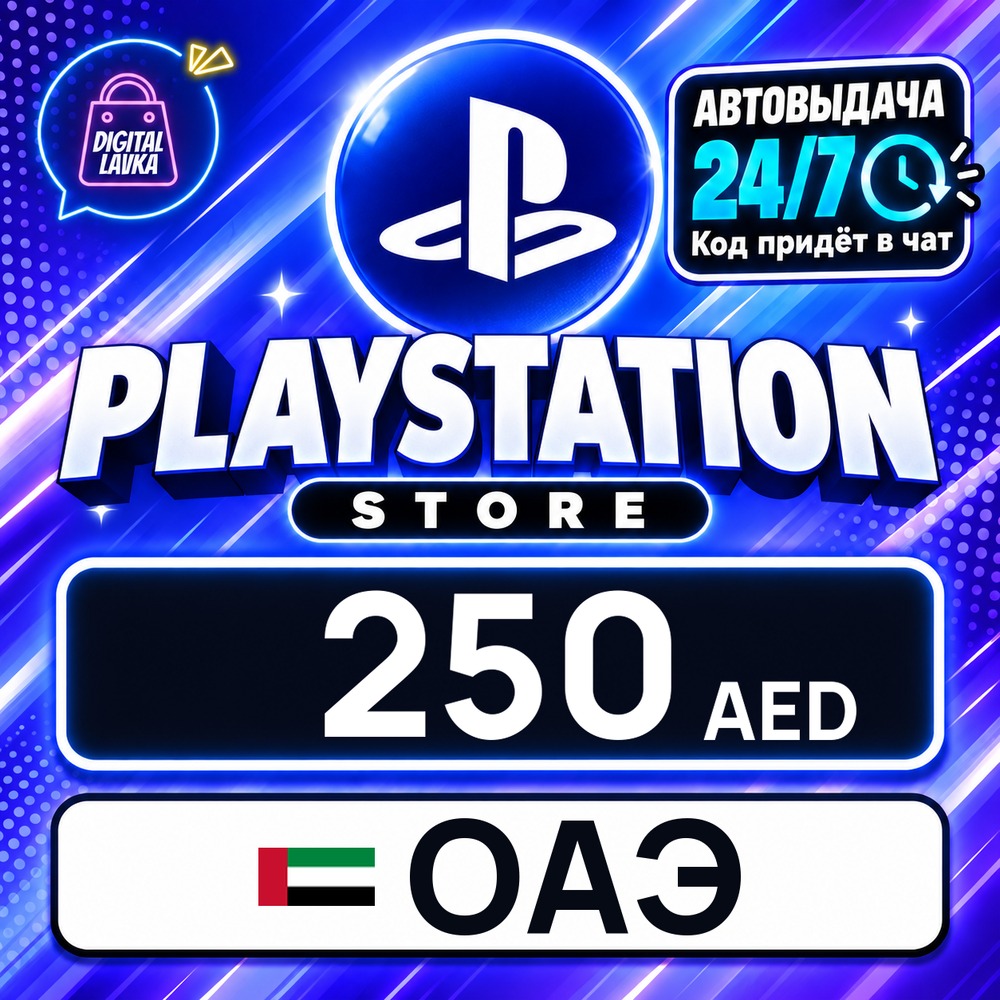 DIGITAL
LAVKA
АВТОВЫДАЧА
24/7
Код придёт в чат
PLAYSTATION
STORE
250 AED
ОАЭ